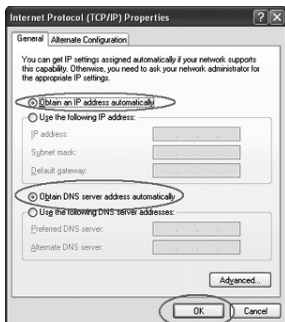 Internet Protocol (TCP/IP) Properties
General Alternate Configuration
You can get IP settings assigned automatically if your network supports
this capability. Otherwise, you need to ask your network administrator for
the appropriate IP settings.
Obtain an IP address automatically
Use the following IP address:
IP address:
Subnet mask:
Default gateway:
Obtain DNS server address automatically
Use the following DNS server addresses:
Preferred DNS server:
Alternate DNS server:
Advanced...
OK Cancel